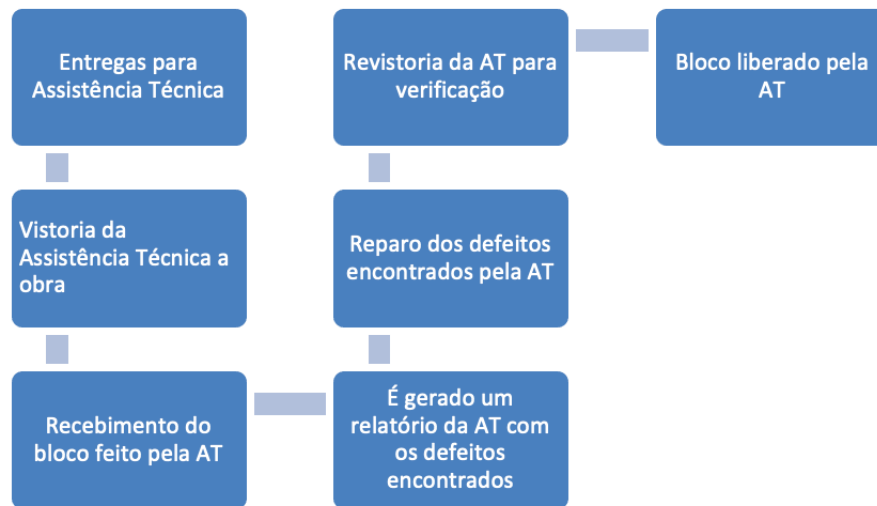 Entregas para
Assistência Técnica
Vistoria da
Assistência Técnica a
obra
Recebimento do
bloco feito pela AT
É gerado um
relatório da AT com
os defeitos
encontrados
Reparo dos defeitos
encontrados pela AT
Revistoria da AT para
verificação
Bloco liberado pela
AT